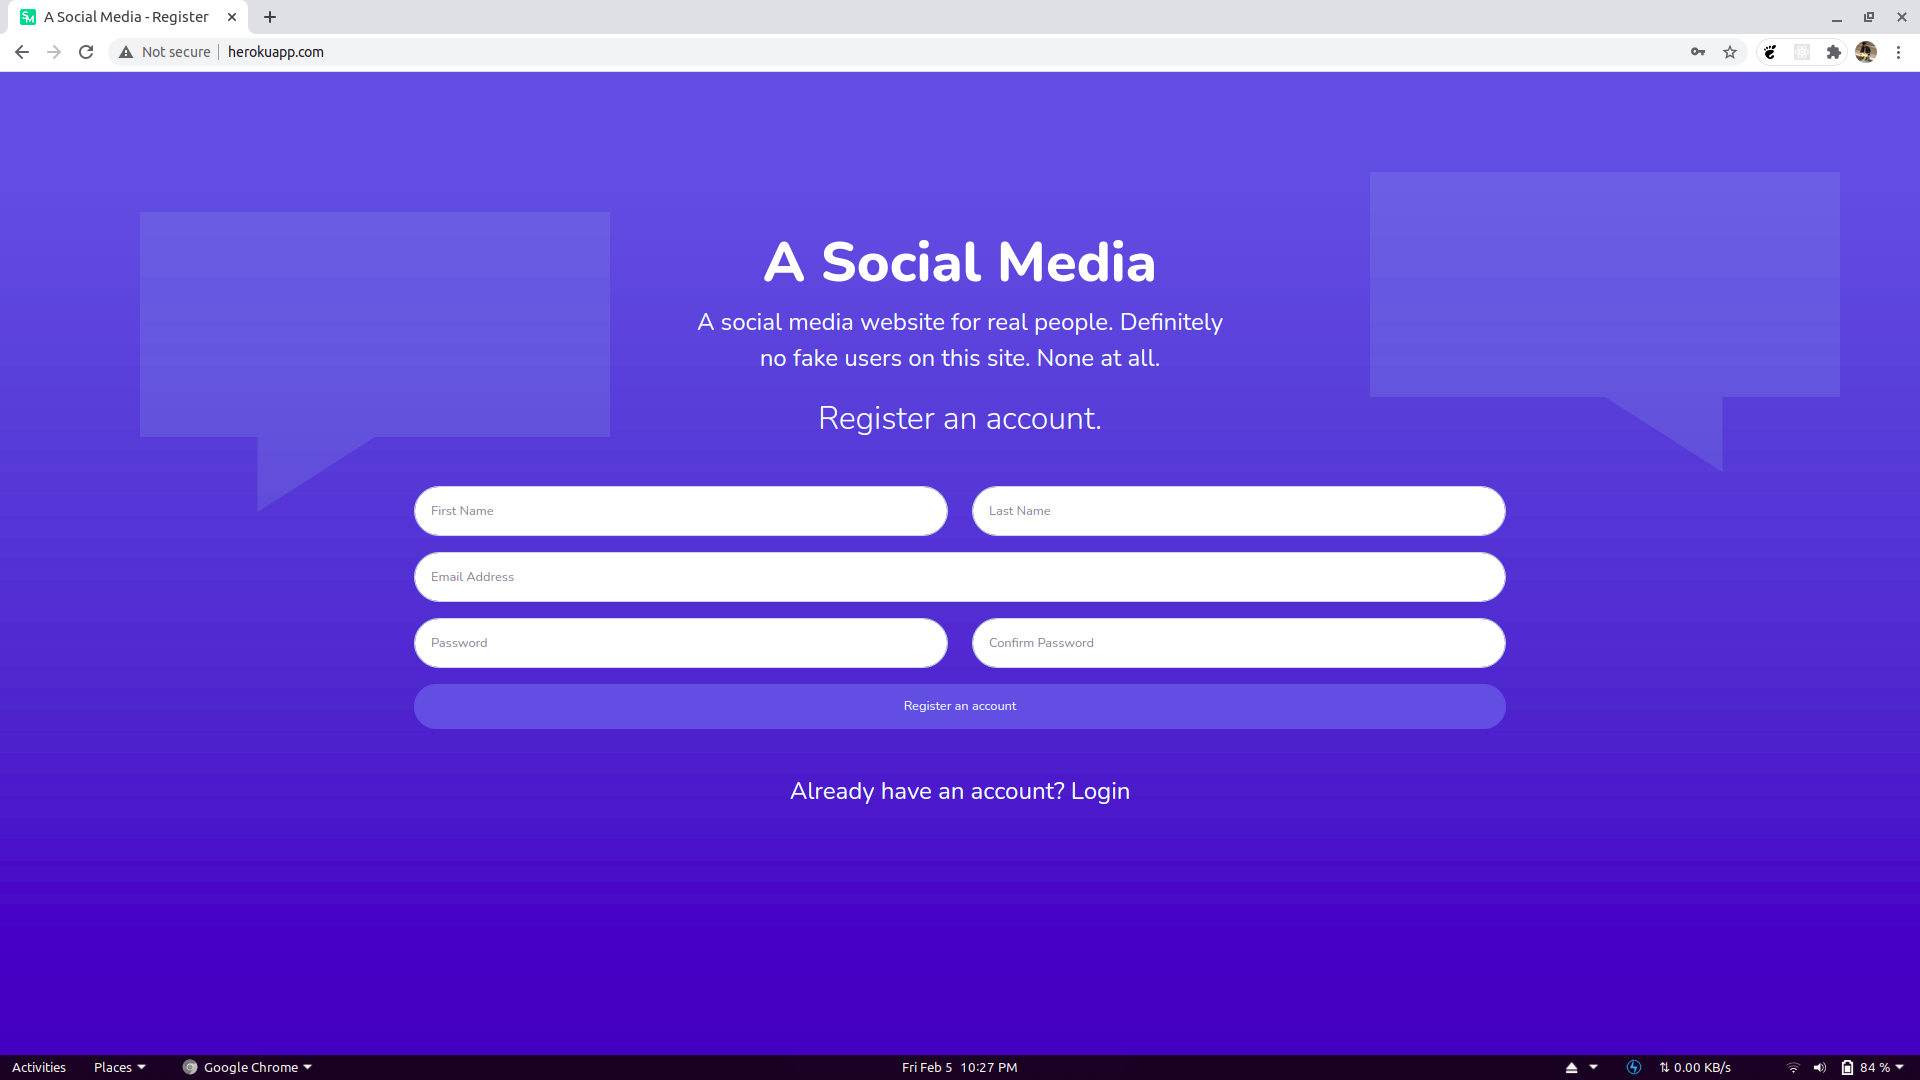 A Social Media - Register
Not secure
herokuapp.com
A Social Media
A social media website for real people. Definitely
no fake users on this site. None at all.
Register an account.
First Name
Last Name
Email Address
Password
Confirm Password
Register an account
Already have an account? Login
Activities
Places
Google Chrome
Fri Feb 5 10:27 PM
0.00 KB/s
84 %